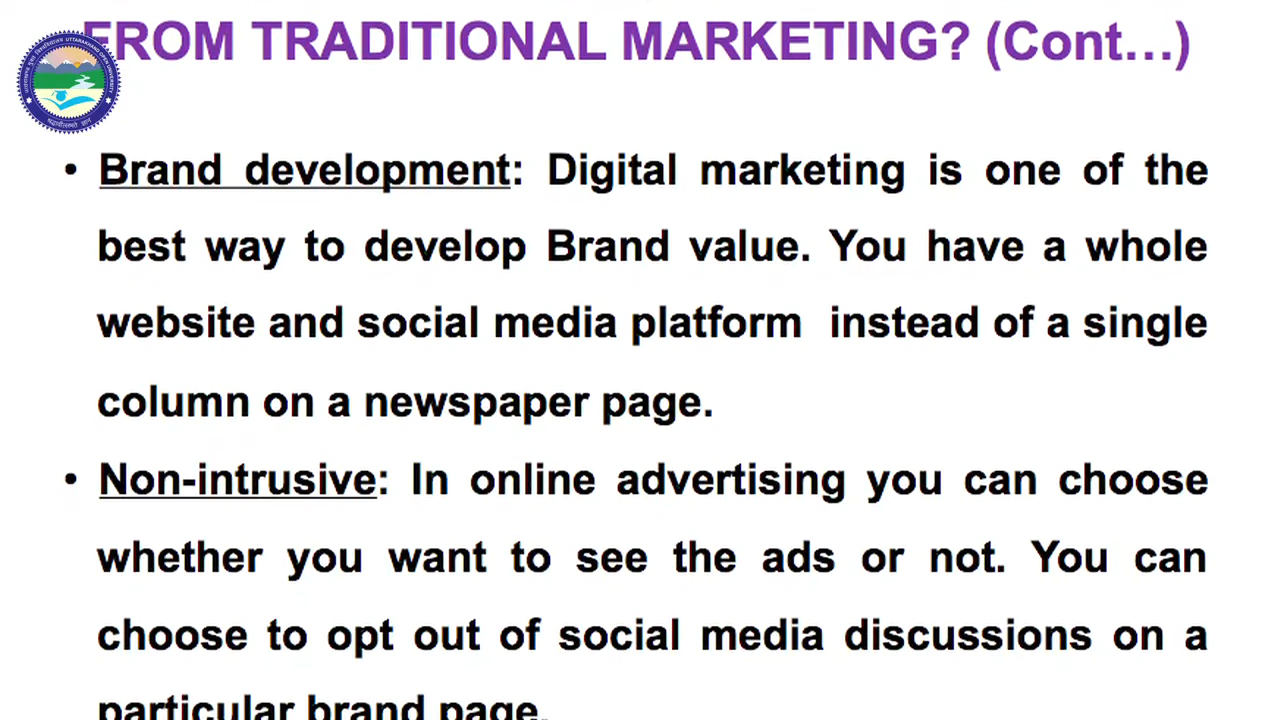 FROM TRADITIONAL MARKETING? (Cont...)
• Brand development: Digital marketing is one of the
best way to develop Brand value. You have a whole
website and social media platform instead of a single
column on a newspaper page.
• Non-intrusive: In online advertising you can choose
whether you want to see the ads or not. You can
choose to opt out of social media discussions on a
particular brand page.